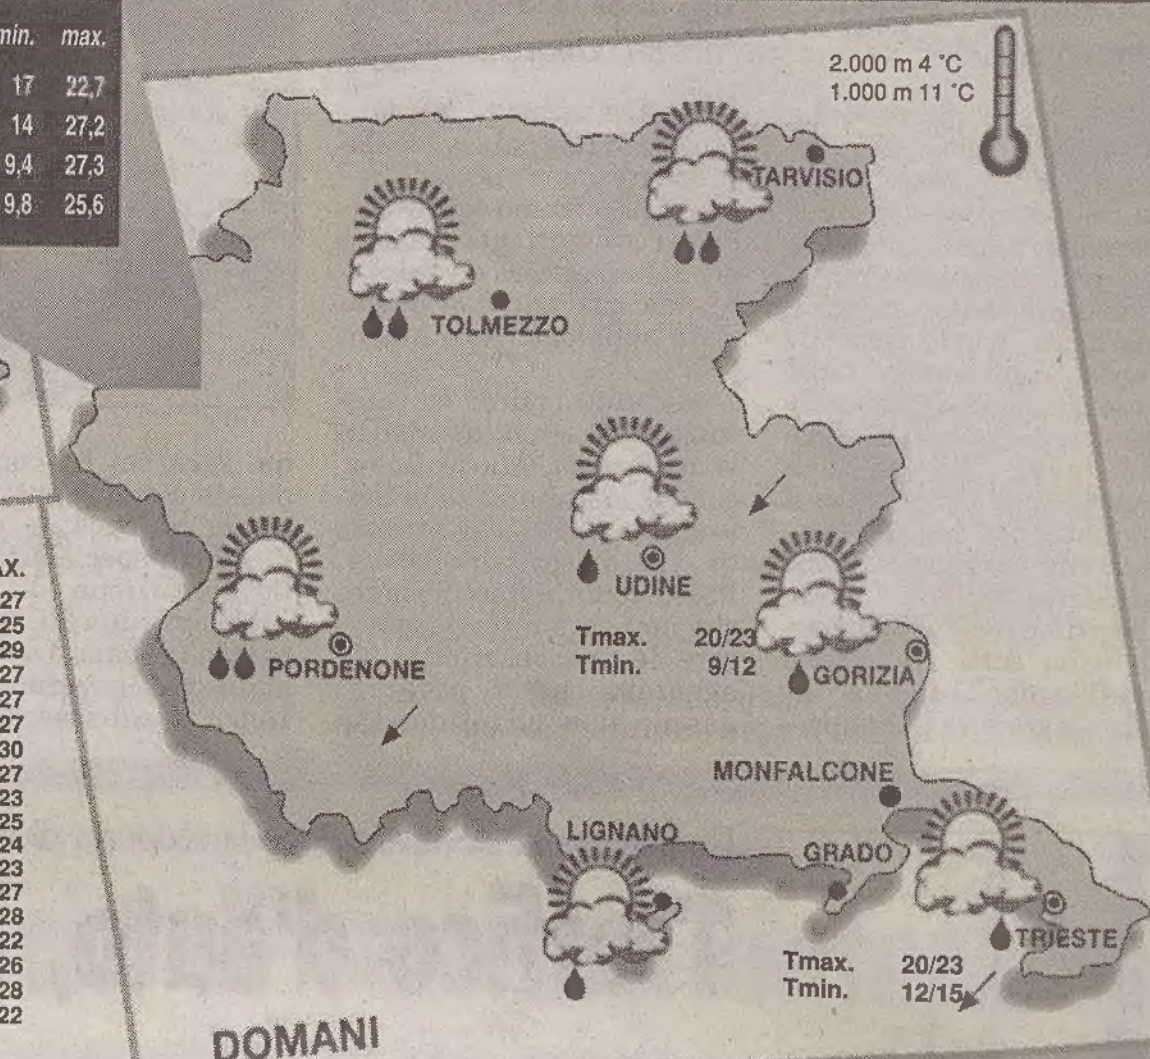 min. max.
17 22,7
14 27,2
9,4 27,3
9,8 25,6
2.000 m 4 °C
1.000 m 11 °C
TARVISIO
TOLMEZZO
UDINE
Tmax. 20/23
Tmin. 9/12
PORDENONE
GORIZIA
MONFALCONE
LIGNANO
GRADO
TRIESTE
Tmax. 20/23
Tmin. 12/15
AX.
27
25
29
27
27
27
30
27
23
25
24
23
27
28
22
26
28
22
DOMANI